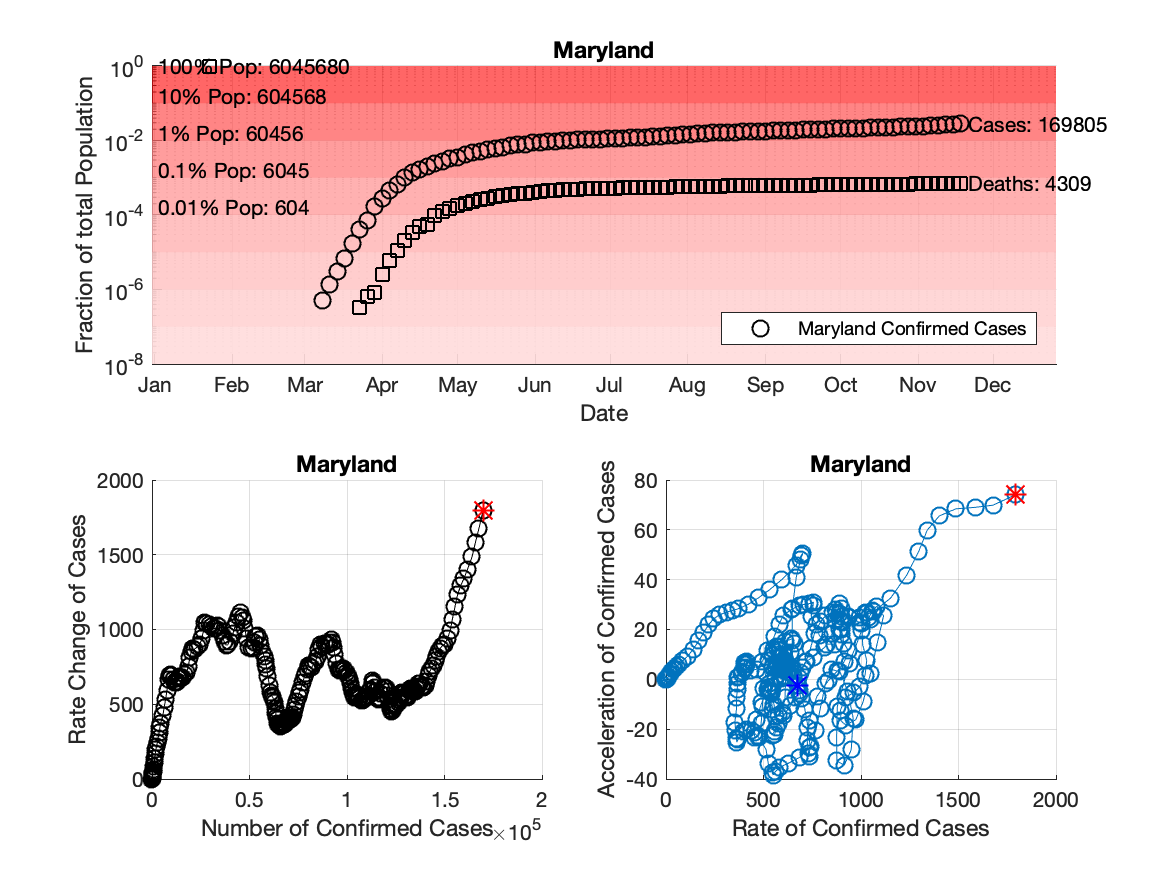 Maryland
10^0
10^-2
10^-4
10^-6
10^-8
Fraction of total Population
100% Pop: 6045680
10% Pop: 604568
1% Pop: 60456
0.1% Pop: 6045
0.01% Pop: 604
Cases: 169805
Deaths: 4309
Maryland Confirmed Cases
Jan Feb Mar Apr May Jun Jul Aug Sep Oct Nov Dec
Date
Maryland
2000
1500
1000
500
0
Rate Change of Cases
0 0.5 1 1.5 2
Number of Confirmed Cases ×10^5
Maryland
80
60
40
20
0
-20
-40
Acceleration of Confirmed Cases
0 500 1000 1500 2000
Rate of Confirmed Cases